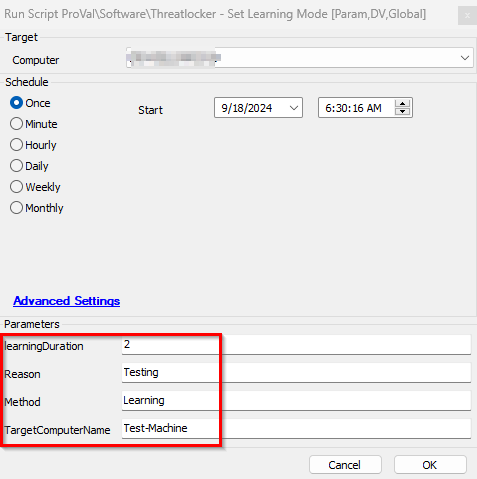 Run Script ProVal\Software\Threatlocker - Set Learning Mode [Param,DV,Global]
Target
Computer
Schedule
Once
Start 9/18/2024 6:30:16 AM
Minute
Hourly
Daily
Weekly
Monthly
Advanced Settings
Parameters
learningDuration 2
Reason Testing
Method Learning
TargetComputerName Test-Machine
Cancel OK